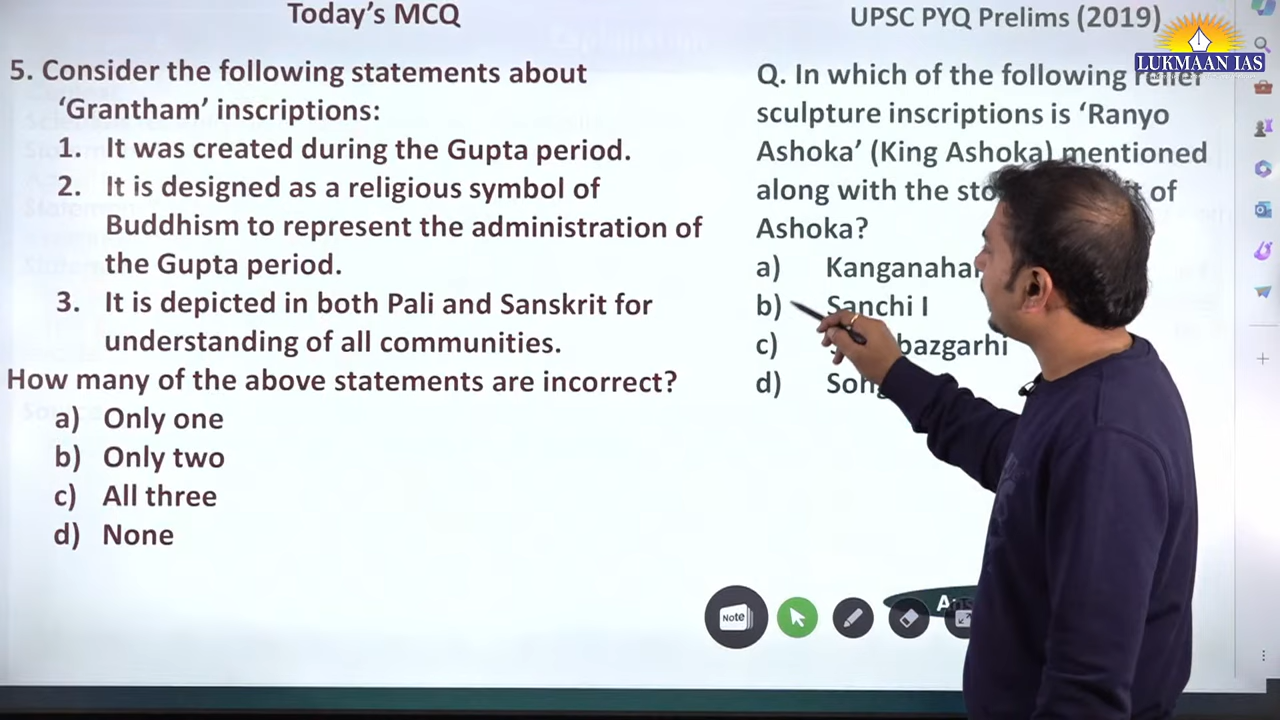 Today's MCQ
5. Consider the following statements about
'Grantham' inscriptions:
1. It was created during the Gupta period.
2. It is designed as a religious symbol of
Buddhism to represent the administration of
the Gupta period.
3. It is depicted in both Pali and Sanskrit for
understanding of all communities.
How many of the above statements are incorrect?
a) Only one
b) Only two
c) All three
d) None
UPSC PYQ Prelims (2019)
LUKMAAN IAS
Q. In which of the following relief
sculpture inscriptions is 'Ranyo
Ashoka' (King Ashoka) mentioned
along with the of
Ashoka?
a)
b) Sanchi I
c)
d)
Note